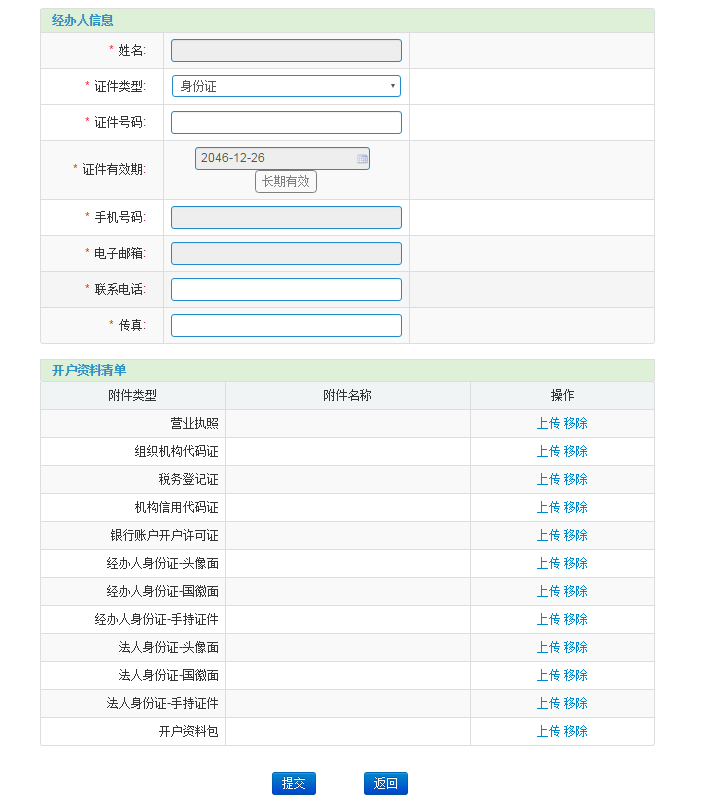 经办人信息
* 姓名:
* 证件类型: 身份证
* 证件号码:
* 证件有效期: 2046-12-26
长期有效
* 手机号码:
* 电子邮箱:
* 联系电话:
* 传真:
开户资料清单
附件类型 附件名称 操作
营业执照 上传 移除
组织机构代码证 上传 移除
税务登记证 上传 移除
机构信用代码证 上传 移除
银行账户开户许可证 上传 移除
经办人身份证-头像面 上传 移除
经办人身份证-国徽面 上传 移除
经办人身份证-手持证件 上传 移除
法人身份证-头像面 上传 移除
法人身份证-国徽面 上传 移除
法人身份证-手持证件 上传 移除
开户资料包 上传 移除
提交 返回